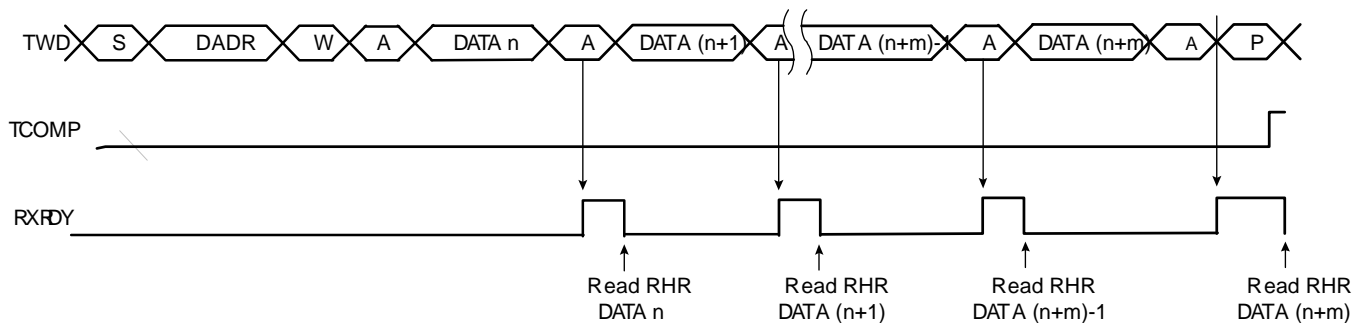 TWD S DADR W A DATA n A DATA (n+1) A DATA (n+m)-1 A DATA (n+m) A P
TCOMP
RXRDY
Read RHR Read RHR Read RHR Read RHR
DATA n DATA (n+1) DATA (n+m)-1 DATA (n+m)